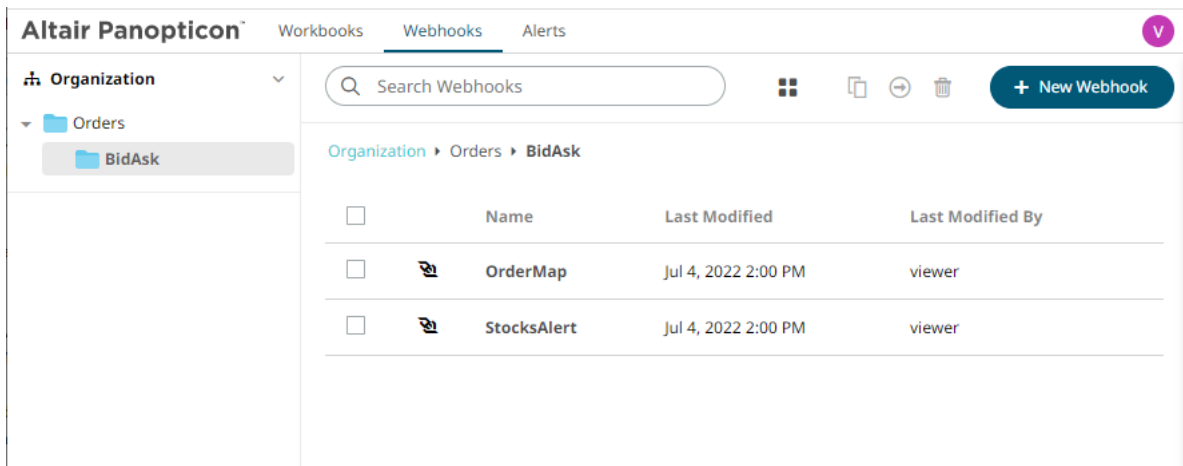 Altair Panopticon™ Workbooks Webhooks Alerts V
Organization
Orders
BidAsk
Search Webhooks
+ New Webhook
Organization ▸ Orders ▸ BidAsk
Name Last Modified Last Modified By
OrderMap Jul 4, 2022 2:00 PM viewer
StocksAlert Jul 4, 2022 2:00 PM viewer